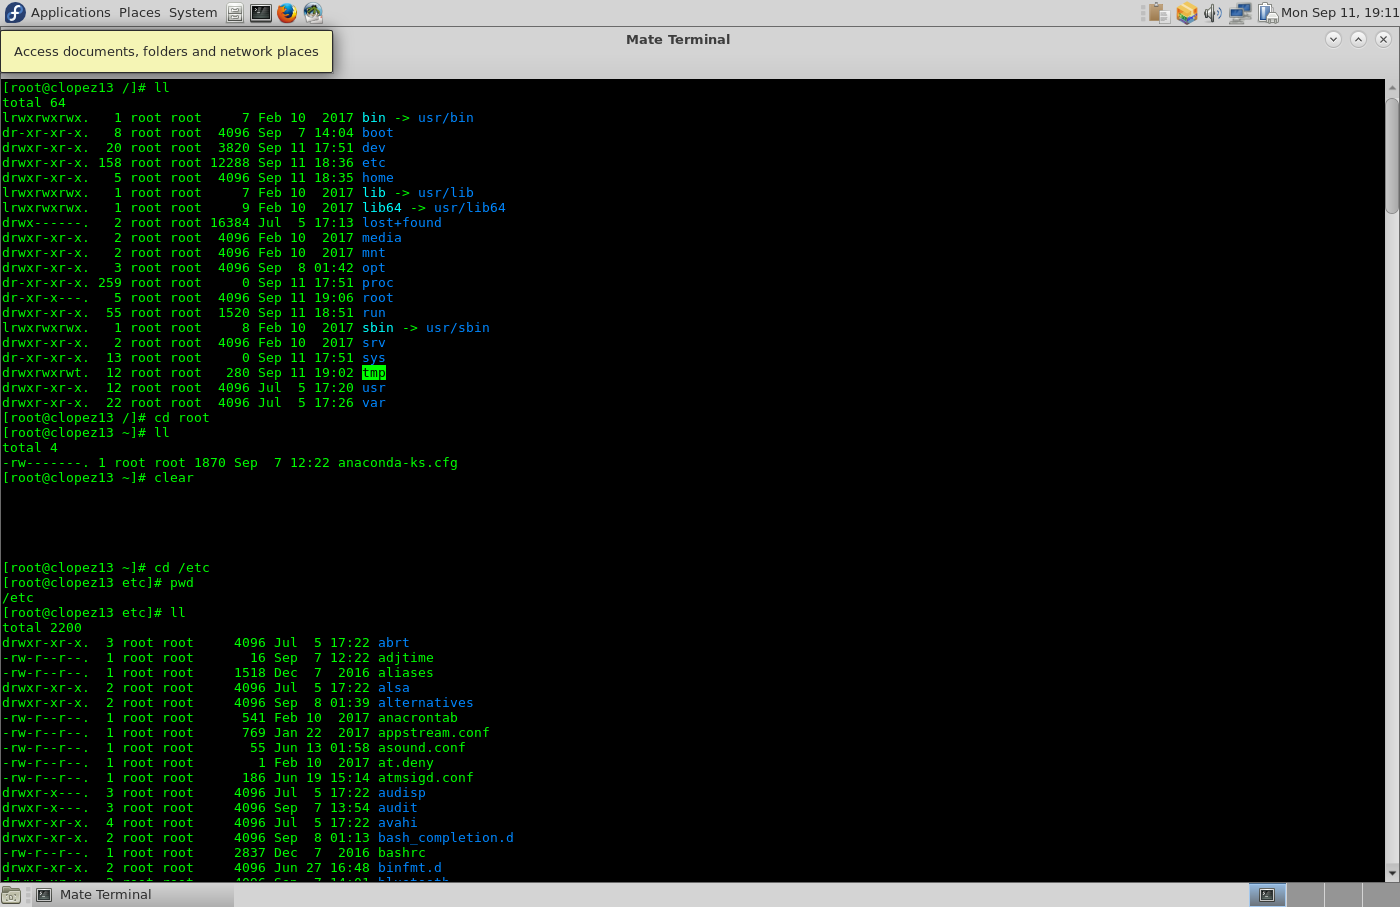 Applications Places System Mon Sep 11, 19:11
Mate Terminal
Access documents, folders and network places
[root@clopez13 /]# ll
total 64
lrwxrwxrwx.   1 root root     7 Feb 10  2017 bin -> usr/bin
dr-xr-xr-x.   8 root root  4096 Sep  7 14:04 boot
drwxr-xr-x.  20 root root  3820 Sep 11 17:51 dev
drwxr-xr-x. 158 root root 12288 Sep 11 18:36 etc
drwxr-xr-x.   5 root root  4096 Sep 11 18:35 home
lrwxrwxrwx.   1 root root     7 Feb 10  2017 lib -> usr/lib
lrwxrwxrwx.   1 root root     9 Feb 10  2017 lib64 -> usr/lib64
drwx------.   2 root root 16384 Jul  5 17:13 lost+found
drwxr-xr-x.   2 root root  4096 Feb 10  2017 media
drwxr-xr-x.   2 root root  4096 Feb 10  2017 mnt
drwxr-xr-x.   3 root root  4096 Sep  8 01:42 opt
dr-xr-xr-x. 259 root root     0 Sep 11 17:51 proc
dr-xr-x---.   5 root root  4096 Sep 11 19:06 root
drwxr-xr-x.  55 root root  1520 Sep 11 18:51 run
lrwxrwxrwx.   1 root root     8 Feb 10  2017 sbin -> usr/sbin
drwxr-xr-x.   2 root root  4096 Feb 10  2017 srv
dr-xr-xr-x.  13 root root     0 Sep 11 17:51 sys
drwxrwxrwt.  12 root root   280 Sep 11 19:02 tmp
drwxr-xr-x.  12 root root  4096 Jul  5 17:20 usr
drwxr-xr-x.  22 root root  4096 Jul  5 17:26 var
[root@clopez13 /]# cd root
[root@clopez13 ~]# ll
total 4
-rw-------. 1 root root 1870 Sep  7 12:22 anaconda-ks.cfg
[root@clopez13 ~]# clear
[root@clopez13 ~]# cd /etc
[root@clopez13 etc]# pwd
/etc
[root@clopez13 etc]# ll
total 2200
drwxr-xr-x.  3 root root     4096 Jul  5 17:22 abrt
-rw-r--r--.  1 root root       16 Sep  7 12:22 adjtime
-rw-r--r--.  1 root root     1518 Dec  7  2016 aliases
drwxr-xr-x.  2 root root     4096 Jul  5 17:22 alsa
drwxr-xr-x.  2 root root     4096 Sep  8 01:39 alternatives
-rw-r--r--.  1 root root      541 Feb 10  2017 anacrontab
-rw-r--r--.  1 root root      769 Jan 22  2017 appstream.conf
-rw-r--r--.  1 root root       55 Jun 13 01:58 asound.conf
-rw-r--r--.  1 root root        1 Feb 10  2017 at.deny
-rw-r--r--.  1 root root      186 Jun 19 15:14 atmsigd.conf
drwxr-x---.  3 root root     4096 Jul  5 17:22 audisp
drwxr-x---.  3 root root     4096 Sep  7 13:54 audit
drwxr-xr-x.  4 root root     4096 Jul  5 17:22 avahi
drwxr-xr-x.  2 root root     4096 Sep  8 01:13 bash_completion.d
-rw-r--r--.  1 root root     2837 Dec  7  2016 bashrc
drwxr-xr-x.  2 root root     4096 Jun 27 16:48 binfmt.d
Mate Terminal